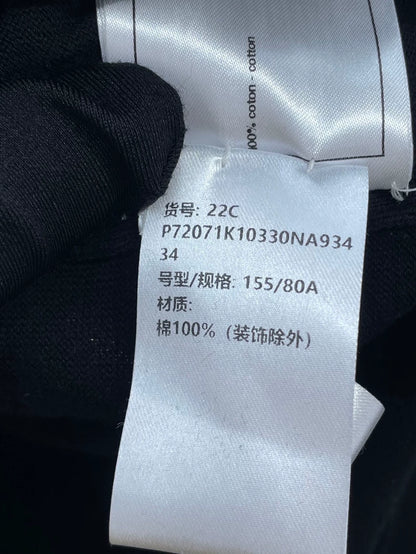 100% coton - cotton
货号: 22C
P72071K10330NA934
34
号型/规格: 155/80A
材质:
棉100%（装饰除外）